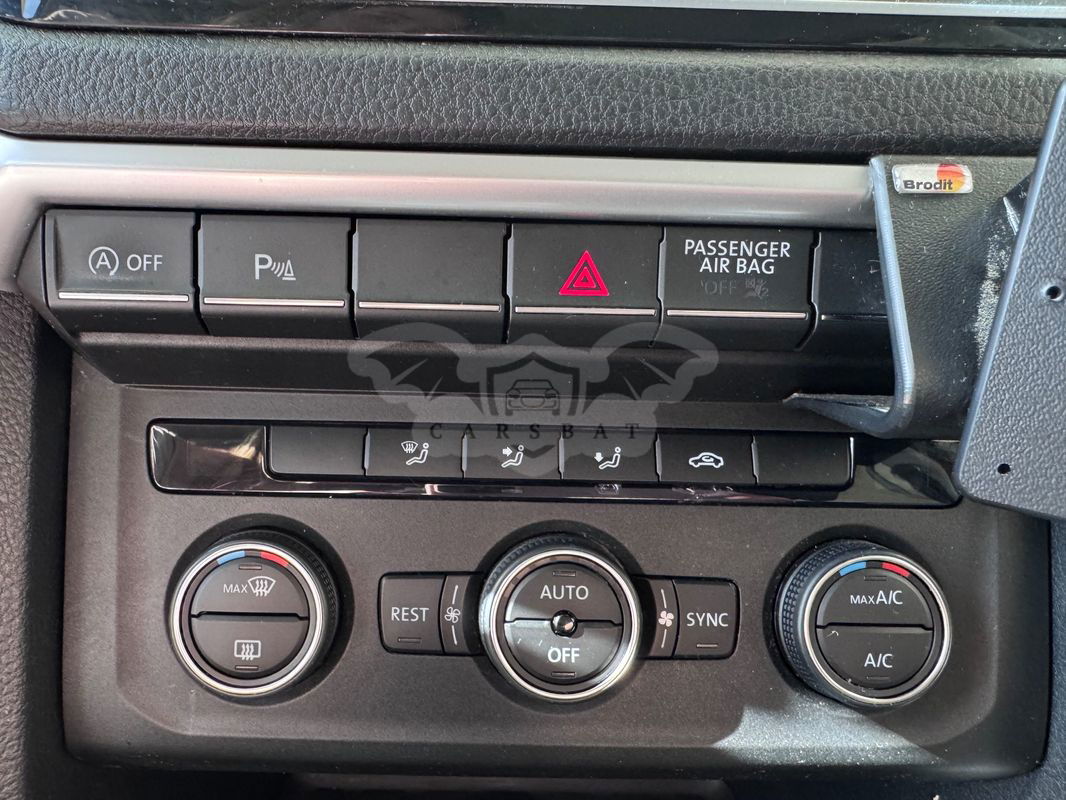 Brodit
A OFF
P
PASSENGER
AIR BAG
OFF
CARSBAT
MAX
REST
AUTO
OFF
SYNC
MAX A/C
A/C